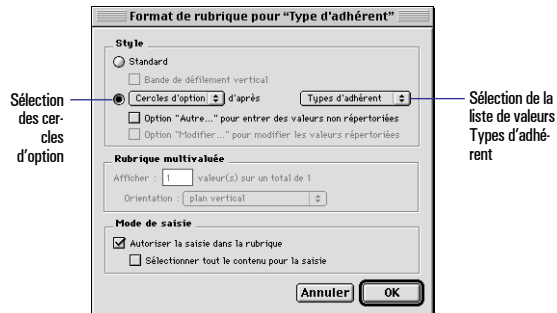 Format de rubrique pour “Type d'adhérent”
Style
Standard
Bande de défilement vertical
Cercles d'option d'après Types d'adhérent
Option "Autre..." pour entrer des valeurs non répertoriées
Option "Modifier..." pour modifier les valeurs répertoriées
Rubrique multivaluée
Afficher : 1 valeur(s) sur un total de 1
Orientation : plan vertical
Mode de saisie
Autoriser la saisie dans la rubrique
Sélectionner tout le contenu pour la saisie
Annuler OK
Sélection
des cer-
cles
d'option
Sélection de la
liste de valeurs
Types d'adhé-
rent